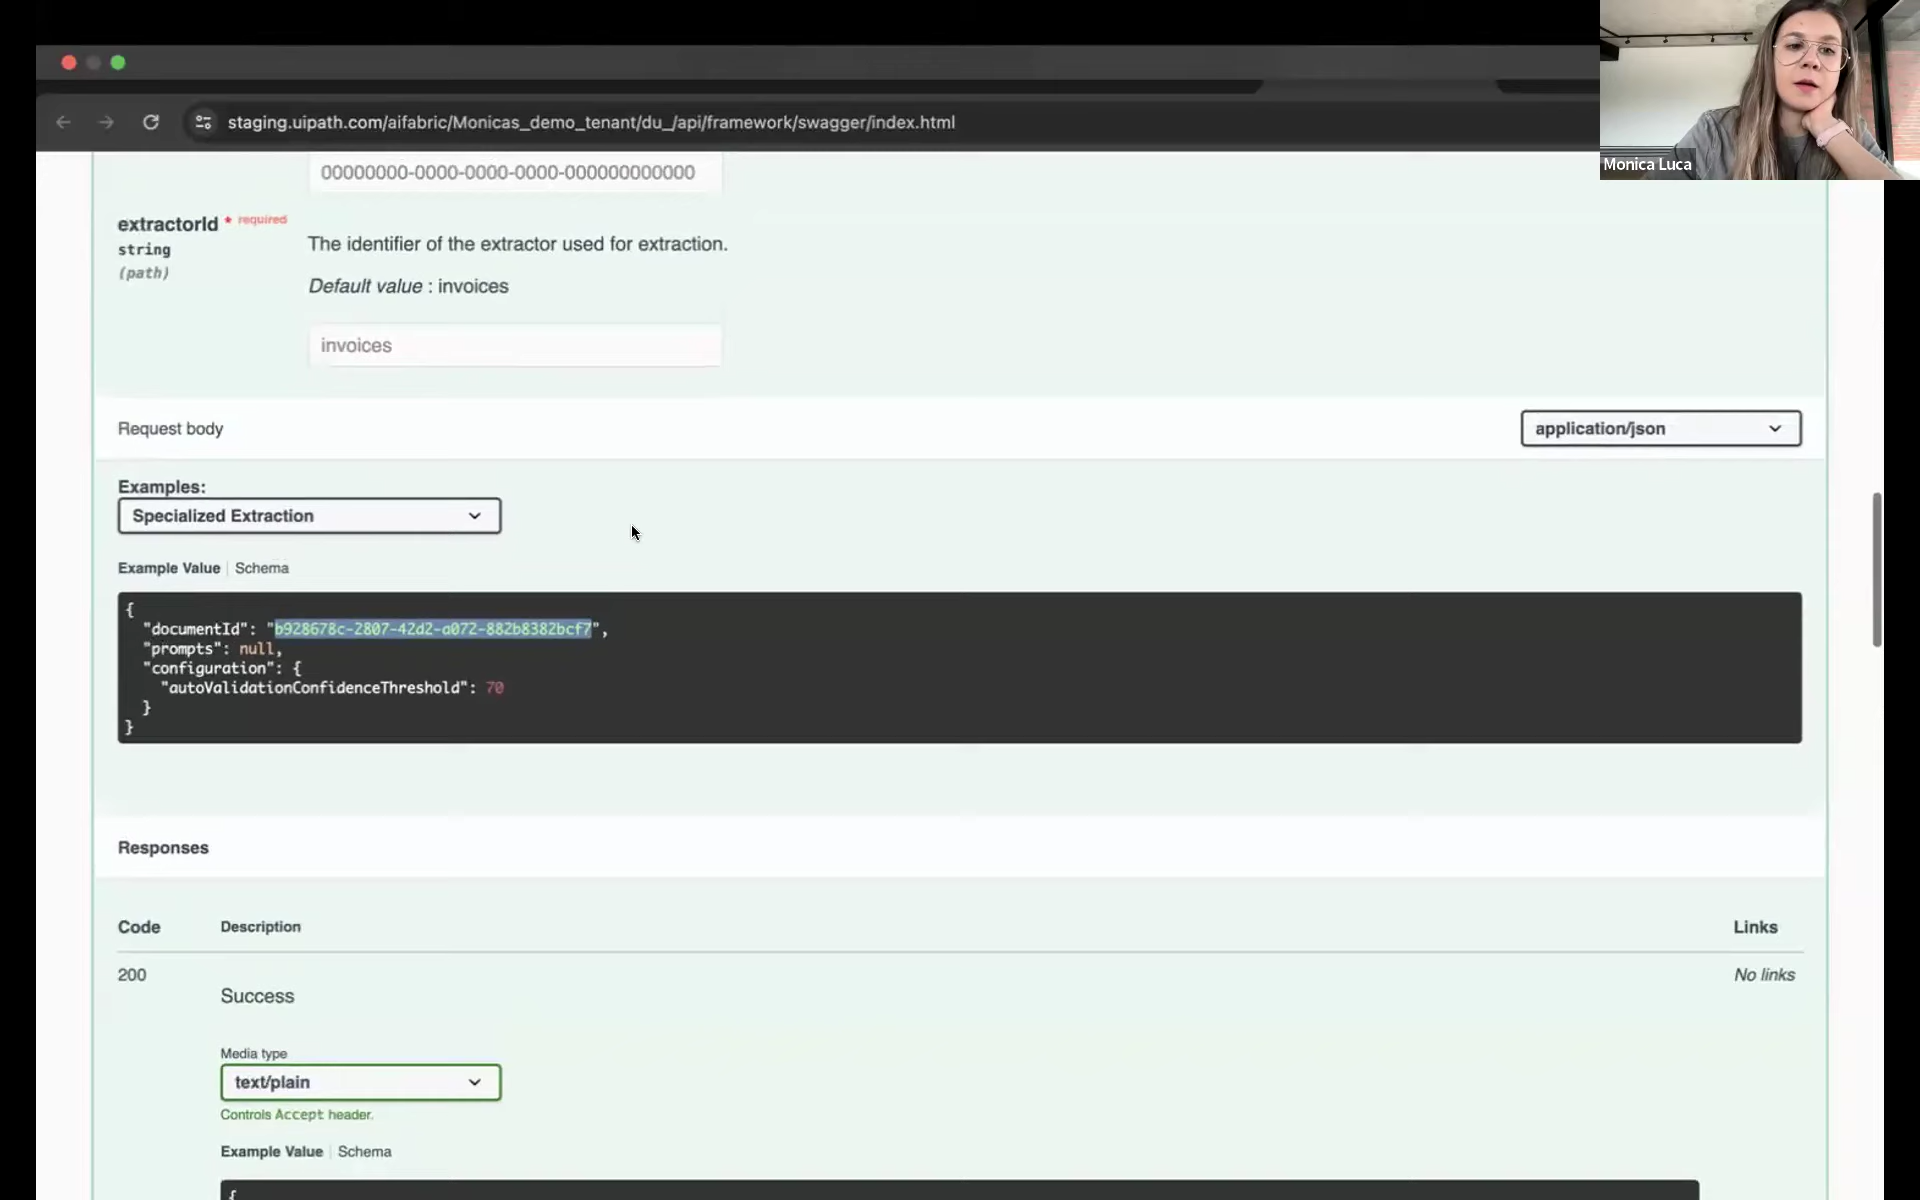 Monica Luca
staging.uipath.com/aifabric/Monicas_demo_tenant/du_/api/framework/swagger/index.html
00000000-0000-0000-0000-000000000000
extractorId * required
string
(path)
The identifier of the extractor used for extraction.
Default value : invoices
invoices
Request body
application/json
Examples:
Specialized Extraction
Example Value | Schema
{
"documentId": "b928678c-2807-42d2-a072-882b8382bcf7",
"prompts": null,
"configuration": {
"autoValidationConfidenceThreshold": 70
}
}
Responses
Code Description Links
200 No links
Success
Media type
text/plain
Controls Accept header.
Example Value | Schema
{